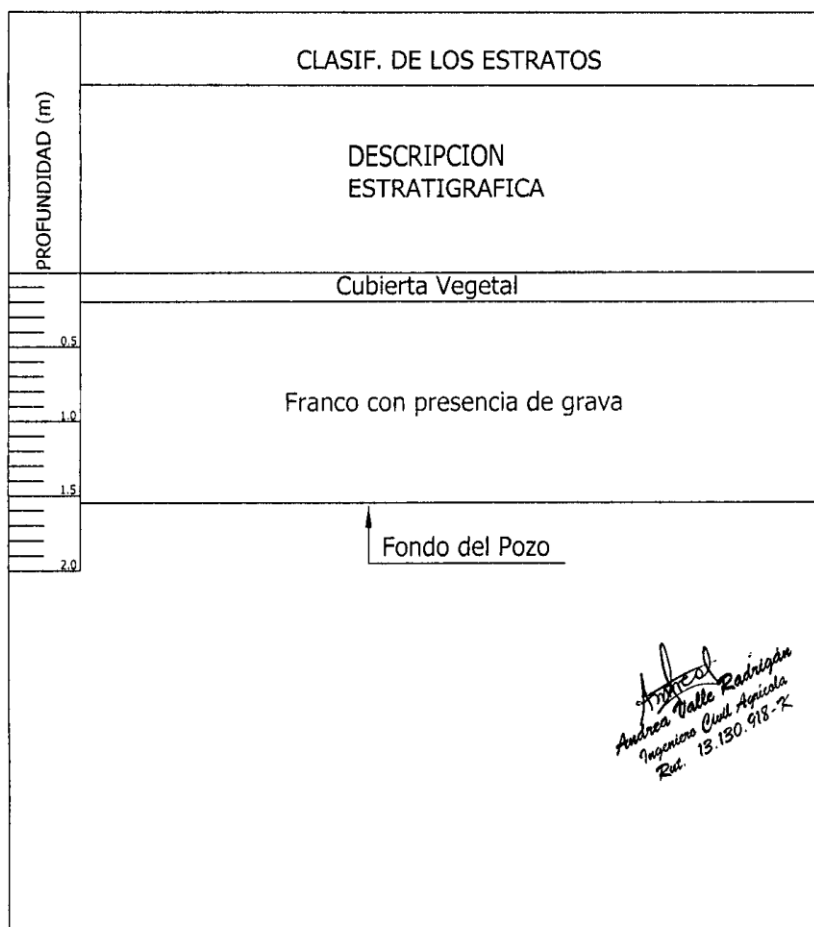 CLASIF. DE LOS ESTRATOS
PROFUNDIDAD (m)
DESCRIPCION
ESTRATIGRAFICA
Cubierta Vegetal
0.5
Franco con presencia de grava
1.0
1.5
Fondo del Pozo
2.0
Andrea Valle Radrigán
Ingeniero Civil Agrícola
Rut. 13.130.918-K